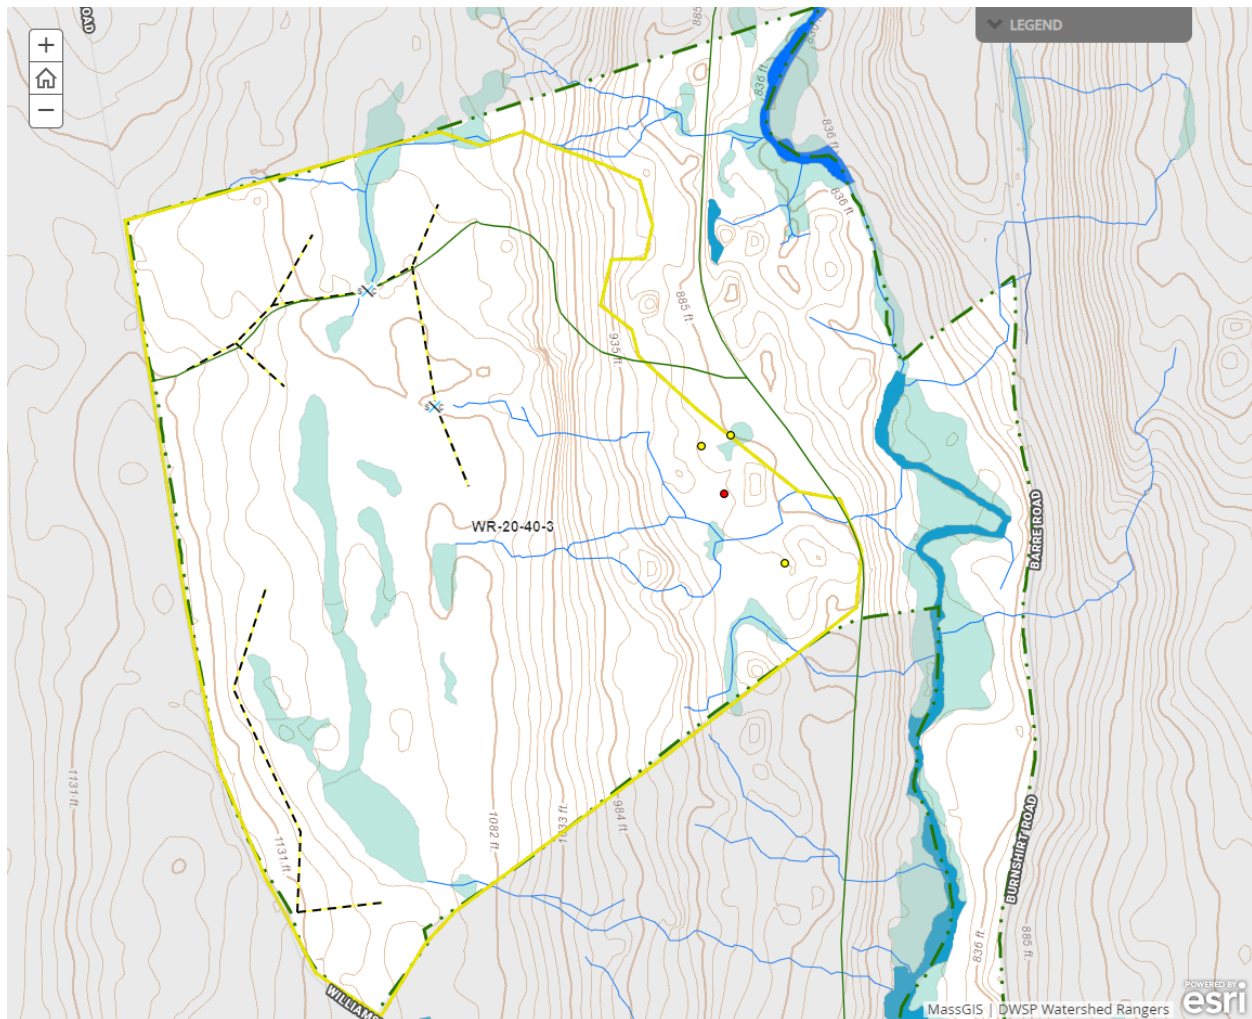 OAD
885
836 ft
LEGEND
+
836 ft.
836 ft.
−
836 ft.
885 ft.
935 ft.
WR-20-40-3
BARRE ROAD
1131 ft.
1082 ft.
1033 ft.
984 ft.
1131 ft.
BURNSHIRT ROAD
836 ft.
885 ft.
WILLIAMS
MassGIS | DWSP Watershed Rangers
POWERED BY
esri